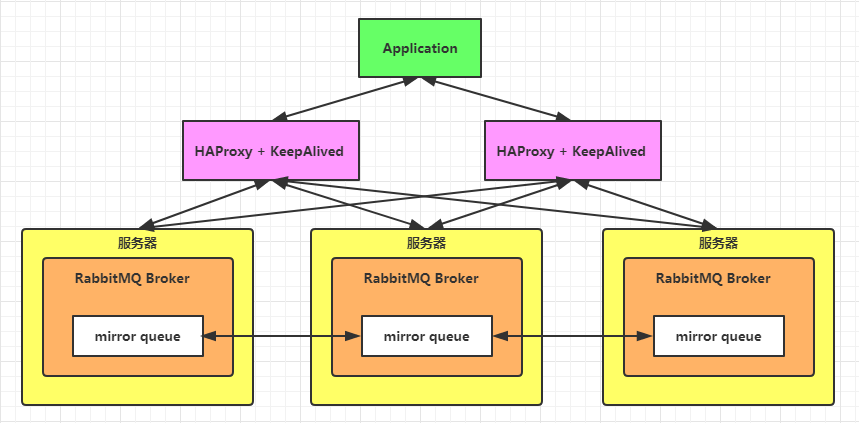 Application
HAProxy + KeepAlived
HAProxy + KeepAlived
服务器
服务器
服务器
RabbitMQ Broker
RabbitMQ Broker
RabbitMQ Broker
mirror queue
mirror queue
mirror queue